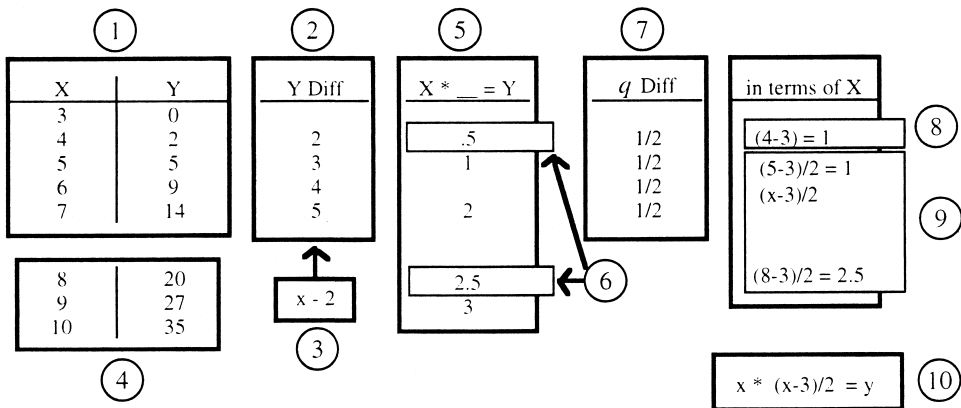 1
2
5
7
X Y
3 0
4 2
5 5
6 9
7 14
Y Diff
2
3
4
5
X * __ = Y
.5
1
2
2.5
3
q Diff
1/2
1/2
1/2
1/2
in terms of X
(4-3) = 1
(5-3)/2 = 1
(x-3)/2
(8-3)/2 = 2.5
8
9
6
8 20
9 27
10 35
x - 2
3
4
x * (x-3)/2 = y
10